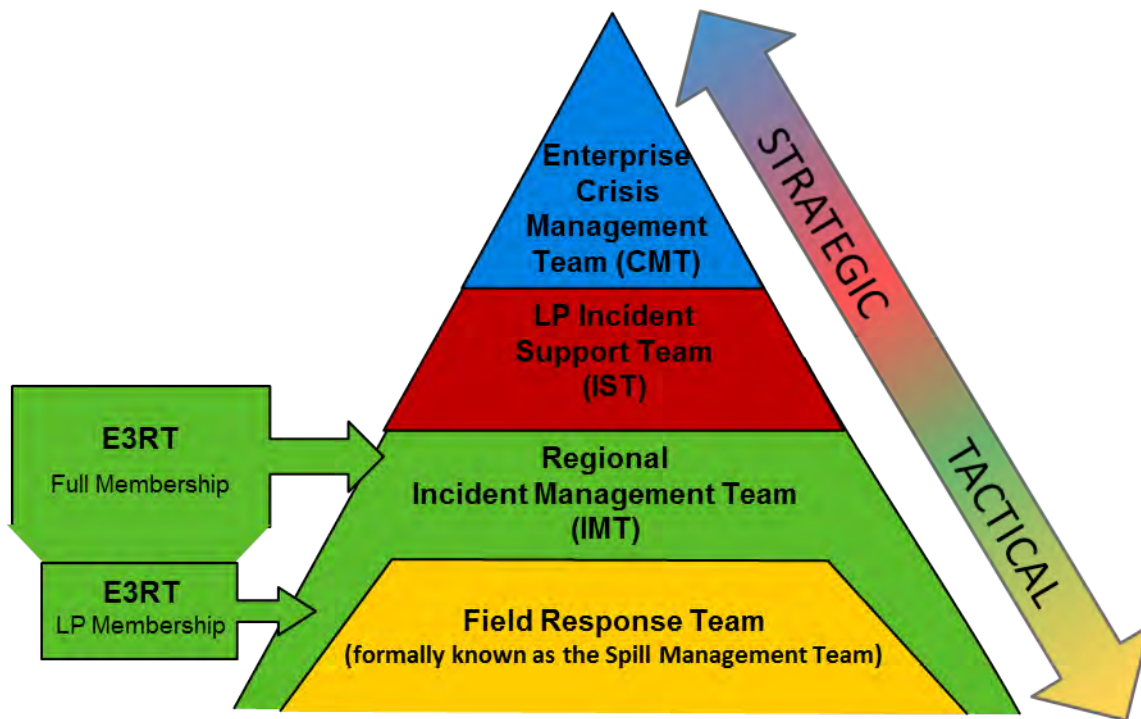 Enterprise
Crisis
Management
Team (CMT)
STRATEGIC
LP Incident
Support Team
(IST)
E3RT
Full Membership
Regional
Incident Management Team
(IMT)
TACTICAL
E3RT
LP Membership
Field Response Team
(formally known as the Spill Management Team)